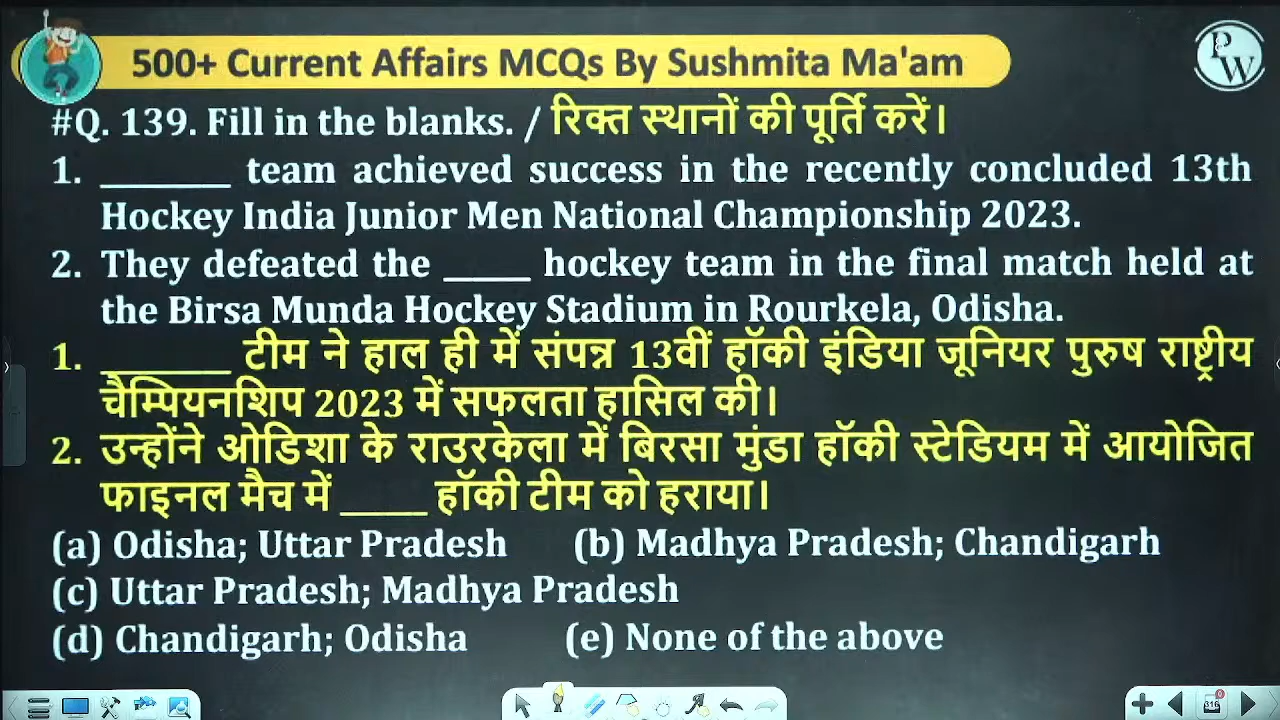 500+ Current Affairs MCQs By Sushmita Ma'am
PW
#Q. 139. Fill in the blanks. / रिक्त स्थानों की पूर्ति करें।
1. ________ team achieved success in the recently concluded 13th
Hockey India Junior Men National Championship 2023.
2. They defeated the _____ hockey team in the final match held at
the Birsa Munda Hockey Stadium in Rourkela, Odisha.
1. ________ टीम ने हाल ही में संपन्न 13वीं हॉकी इंडिया जूनियर पुरुष राष्ट्रीय
चैम्पियनशिप 2023 में सफलता हासिल की।
2. उन्होंने ओडिशा के राउरकेला में बिरसा मुंडा हॉकी स्टेडियम में आयोजित
फाइनल मैच में _____ हॉकी टीम को हराया।
(a) Odisha; Uttar Pradesh (b) Madhya Pradesh; Chandigarh
(c) Uttar Pradesh; Madhya Pradesh
(d) Chandigarh; Odisha (e) None of the above
316